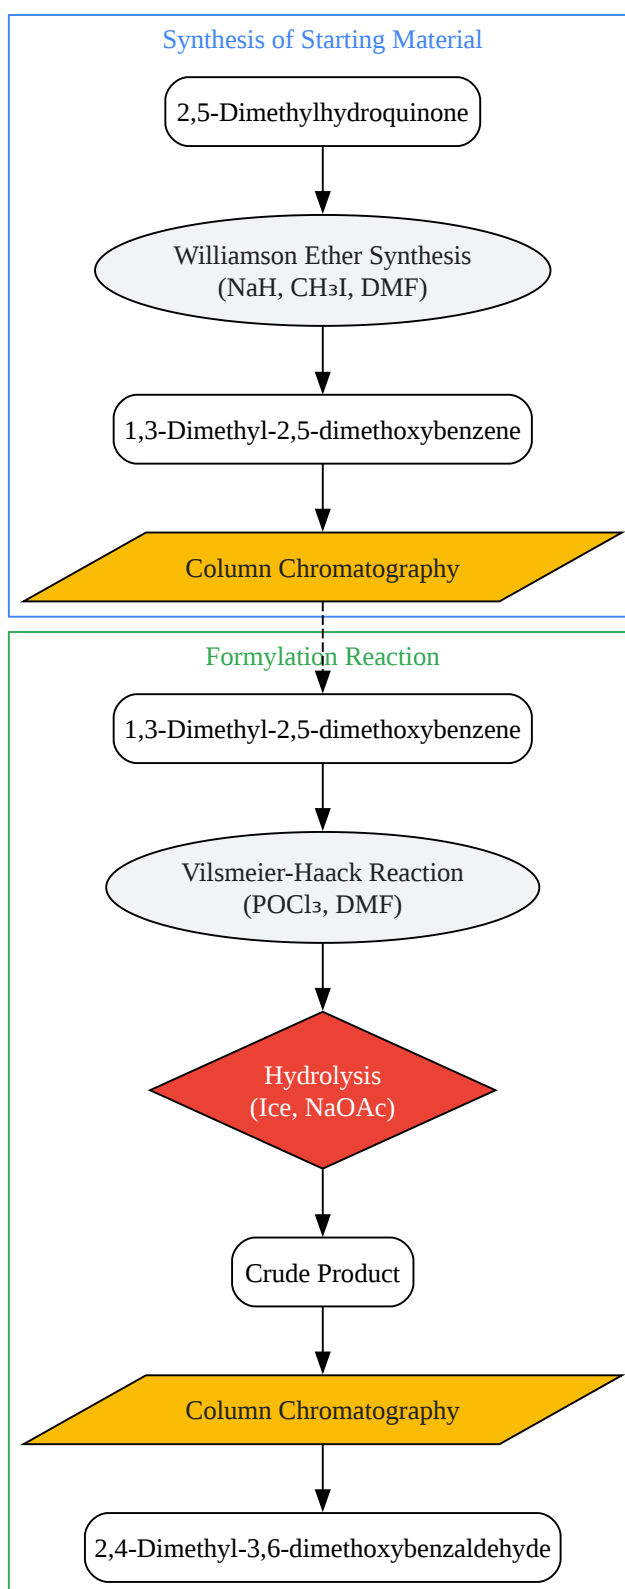 Synthesis of Starting Material
2,5-Dimethylhydroquinone
Williamson Ether Synthesis
(NaH, CH₃I, DMF)
1,3-Dimethyl-2,5-dimethoxybenzene
Column Chromatography
Formylation Reaction
1,3-Dimethyl-2,5-dimethoxybenzene
Vilsmeier-Haack Reaction
(POCl₃, DMF)
Hydrolysis
(Ice, NaOAc)
Crude Product
Column Chromatography
2,4-Dimethyl-3,6-dimethoxybenzaldehyde